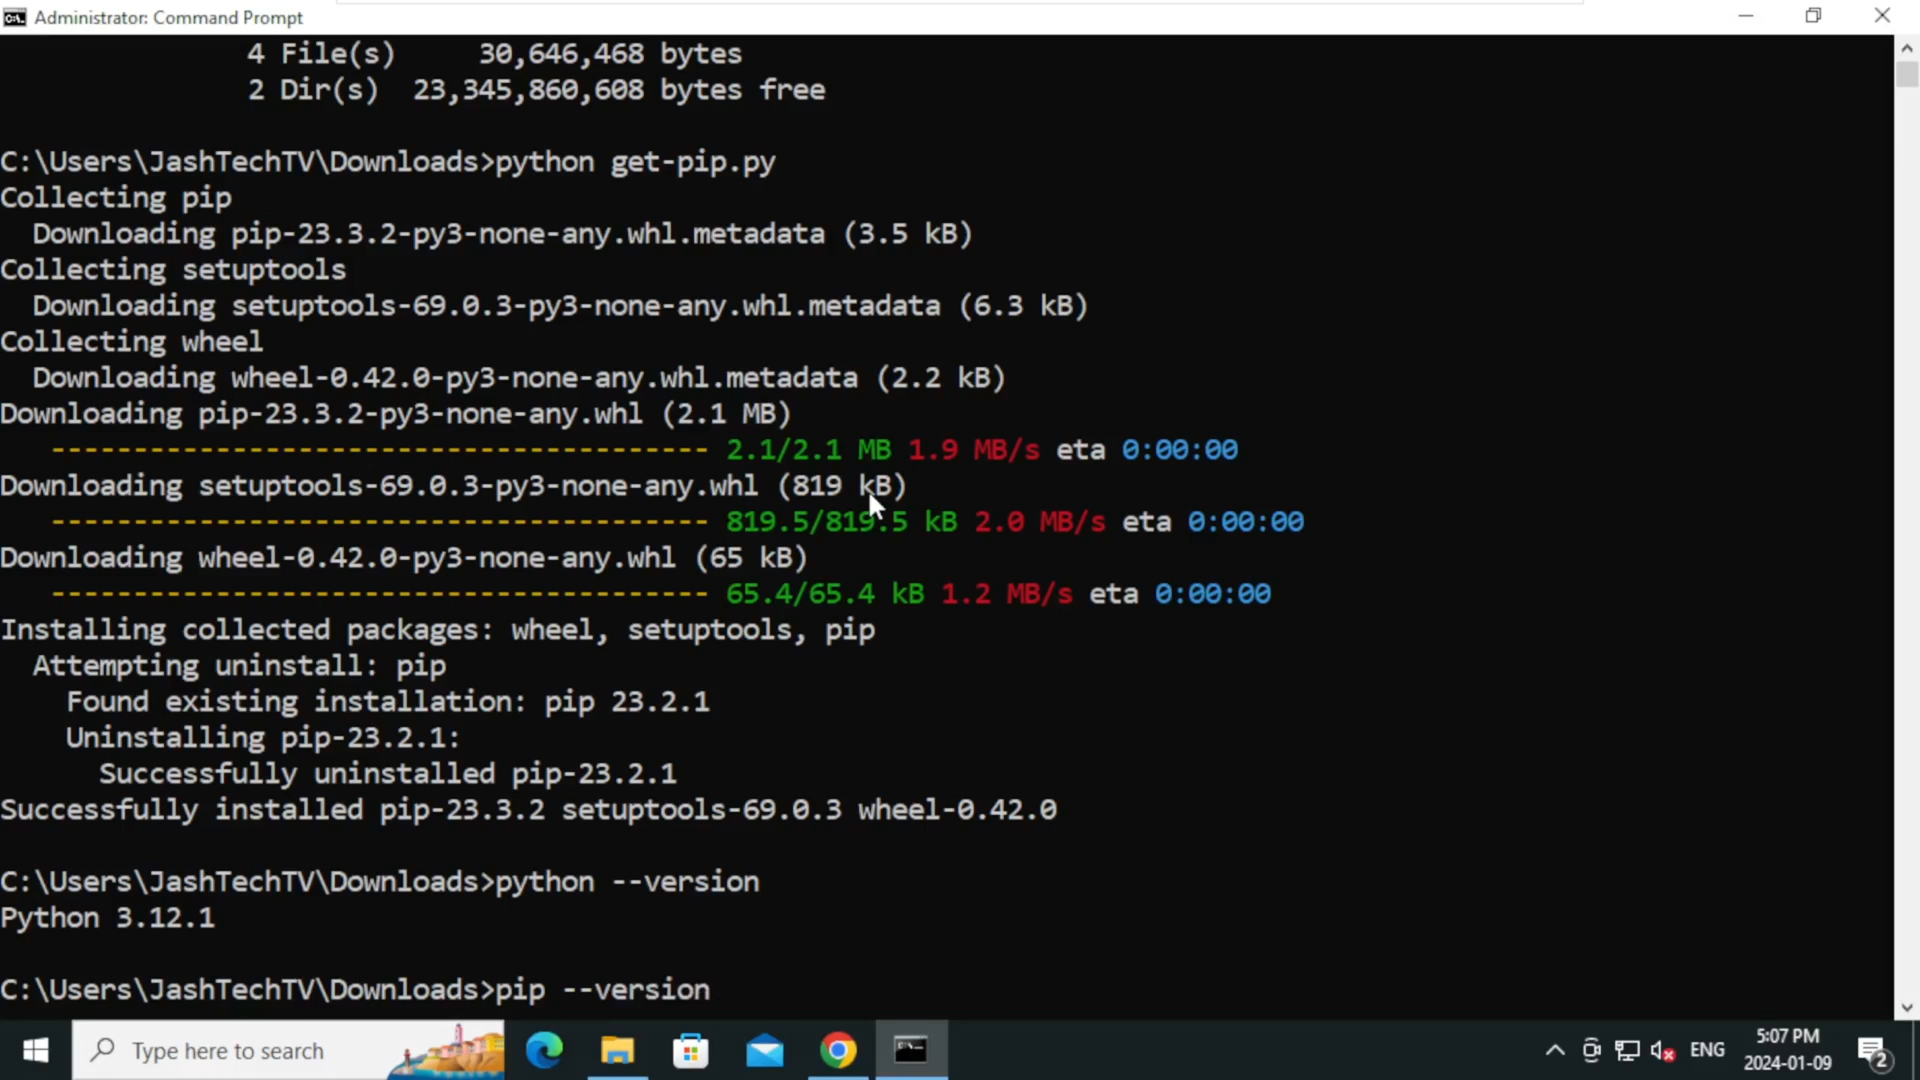 Administrator: Command Prompt
4 File(s) 30,646,468 bytes
2 Dir(s) 23,345,860,608 bytes free
C:\Users\JashTechTV\Downloads>python get-pip.py
Collecting pip
Downloading pip-23.3.2-py3-none-any.whl.metadata (3.5 kB)
Collecting setuptools
Downloading setuptools-69.0.3-py3-none-any.whl.metadata (6.3 kB)
Collecting wheel
Downloading wheel-0.42.0-py3-none-any.whl.metadata (2.2 kB)
Downloading pip-23.3.2-py3-none-any.whl (2.1 MB)
---------------------------------------- 2.1/2.1 MB 1.9 MB/s eta 0:00:00
Downloading setuptools-69.0.3-py3-none-any.whl (819 kB)
---------------------------------------- 819.5/819.5 kB 2.0 MB/s eta 0:00:00
Downloading wheel-0.42.0-py3-none-any.whl (65 kB)
---------------------------------------- 65.4/65.4 kB 1.2 MB/s eta 0:00:00
Installing collected packages: wheel, setuptools, pip
Attempting uninstall: pip
Found existing installation: pip 23.2.1
Uninstalling pip-23.2.1:
Successfully uninstalled pip-23.2.1
Successfully installed pip-23.3.2 setuptools-69.0.3 wheel-0.42.0
C:\Users\JashTechTV\Downloads>python --version
Python 3.12.1
C:\Users\JashTechTV\Downloads>pip --version
Type here to search
ENG
5:07 PM
2024-01-09
2